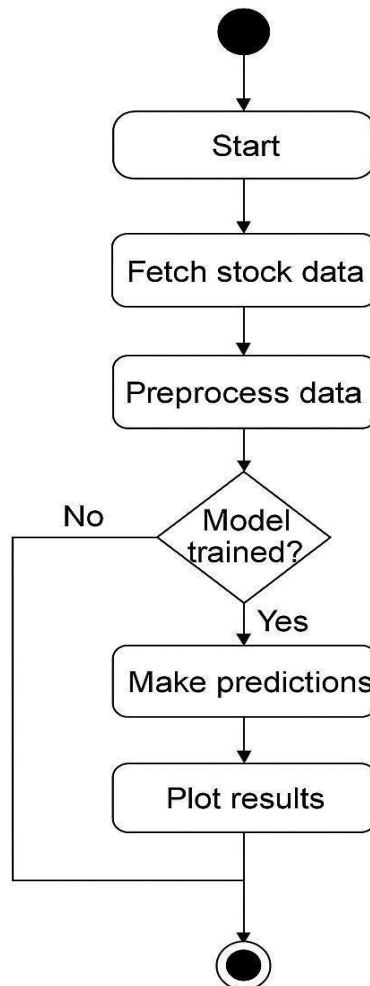 Start
Fetch stock data
Preprocess data
No
Model
trained?
Yes
Make predictions
Plot results